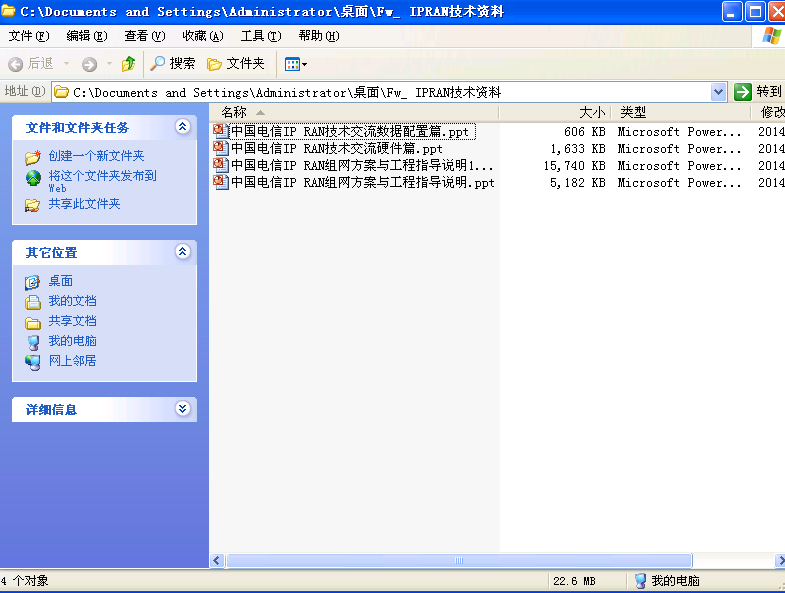 C:\Documents and Settings\Administrator\桌面\Fw_ IPRAN技术资料
文件(F) 编辑(E) 查看(V) 收藏(A) 工具(T) 帮助(H)
后退 搜索 文件夹
地址(D) C:\Documents and Settings\Administrator\桌面\Fw_ IPRAN技术资料 转到
名称 大小 类型 修改
中国电信IP RAN技术交流数据配置篇.ppt 606 KB Microsoft Power... 2014
中国电信IP RAN技术交流硬件篇.ppt 1,633 KB Microsoft Power... 2014
中国电信IP RAN组网方案与工程指导说明1... 15,740 KB Microsoft Power... 2014
中国电信IP RAN组网方案与工程指导说明.ppt 5,182 KB Microsoft Power... 2014
文件和文件夹任务
创建一个新文件夹
将这个文件夹发布到
Web
共享此文件夹
其它位置
桌面
我的文档
共享文档
我的电脑
网上邻居
详细信息
4 个对象 22.6 MB 我的电脑